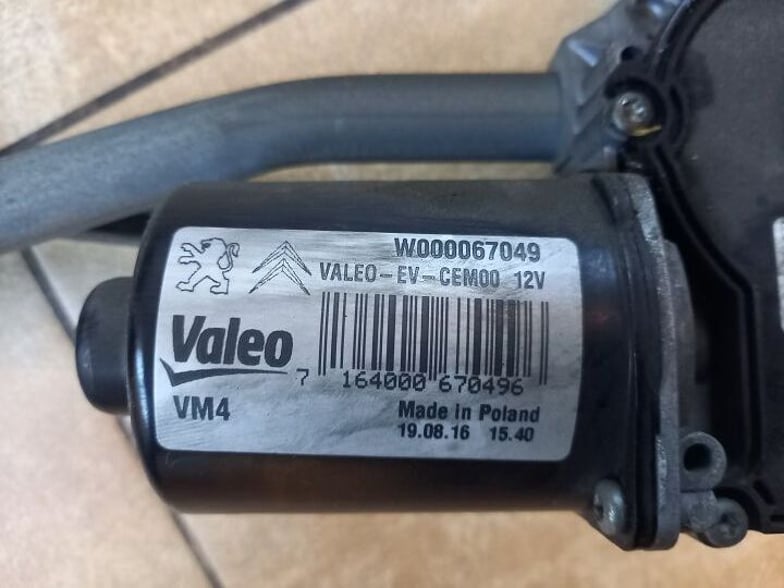 W000067049
VALEO-EV-CEM00 12V
Valeo
7 164000 670496
VM4
Made in Poland
19.08.16 15.40